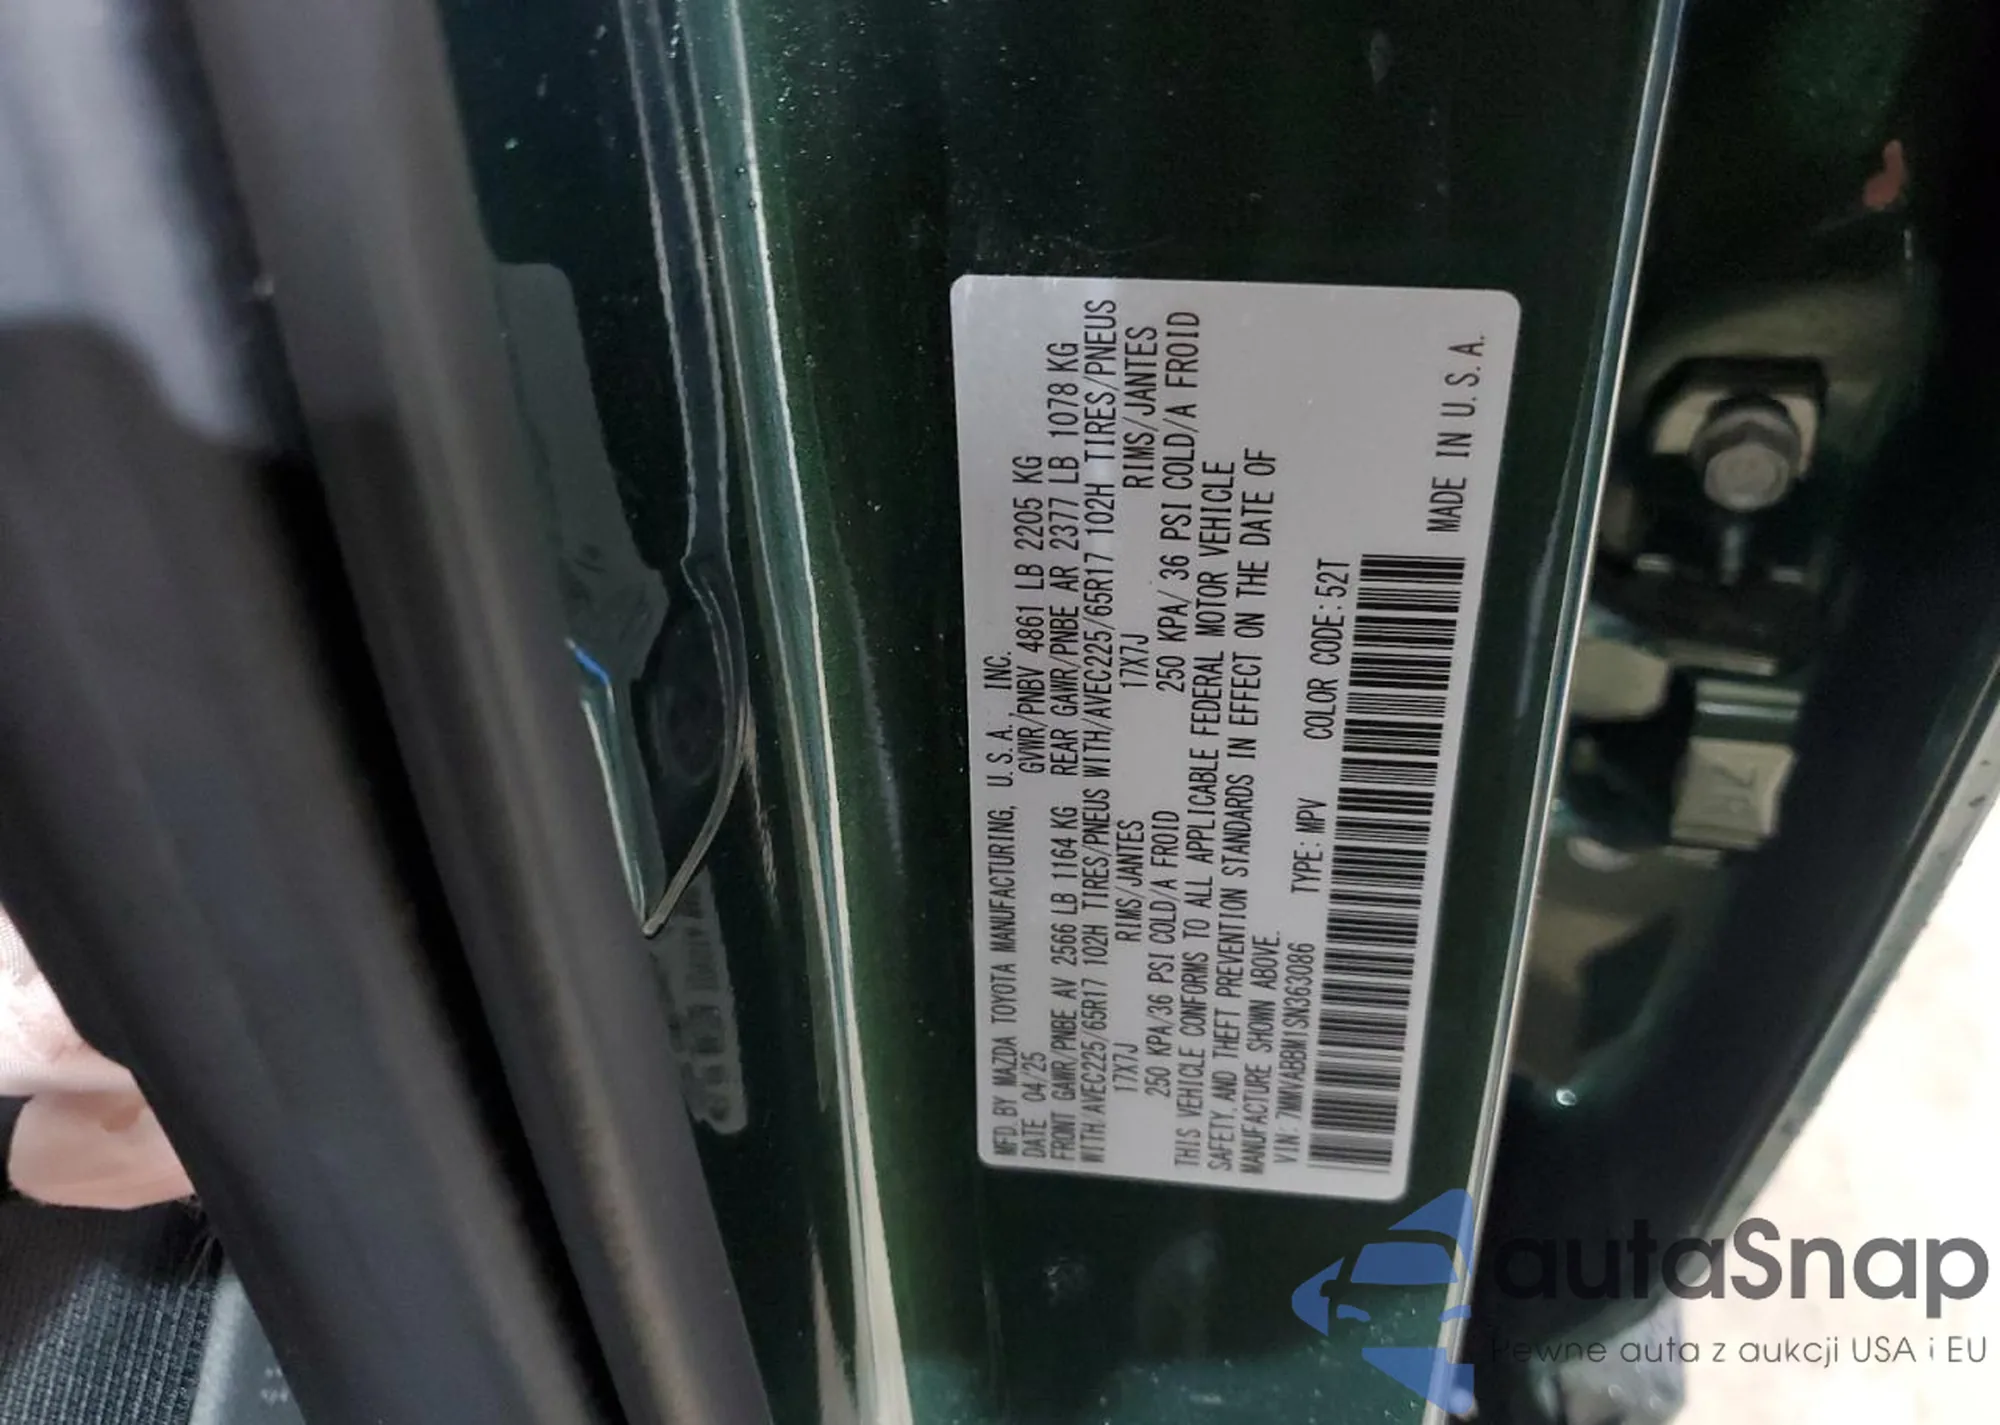 MFD. BY MAZDA TOYOTA MANUFACTURING, U.S.A. INC.
DATE 04/25 GVWR/PNBV 4861 LB 2205 KG
FRONT GAWR/PNBE AV 2566 LB 1164 KG REAR GAWR/PNBE AR 2377 LB 1078 KG
WITH/AVEC225/65R17 102H TIRES/PNEUS WITH/AVEC225/65R17 102H TIRES/PNEUS
17X7J RIMS/JANTES 17X7J RIMS/JANTES
250 KPA/36 PSI COLD/A FROID 250 KPA/ 36 PSI COLD/A FROID
THIS VEHICLE CONFORMS TO ALL APPLICABLE FEDERAL MOTOR VEHICLE
SAFETY, AND THEFT PREVENTION STANDARDS IN EFFECT ON THE DATE OF
MANUFACTURE SHOWN ABOVE.
VIN: 7MMVABBM1SN363086 TYPE: MPV COLOR CODE: 52T
MADE IN U.S.A.
autaSnap
Pewne auta z aukcji USA i EU